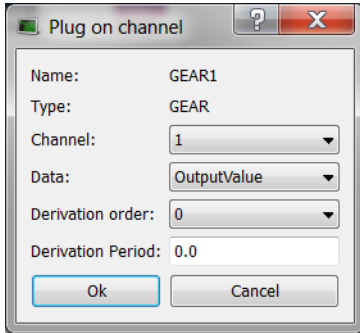 Plug on channel
Name: GEAR1
Type: GEAR
Channel: 1
Data: OutputValue
Derivation order: 0
Derivation Period: 0.0
Ok Cancel